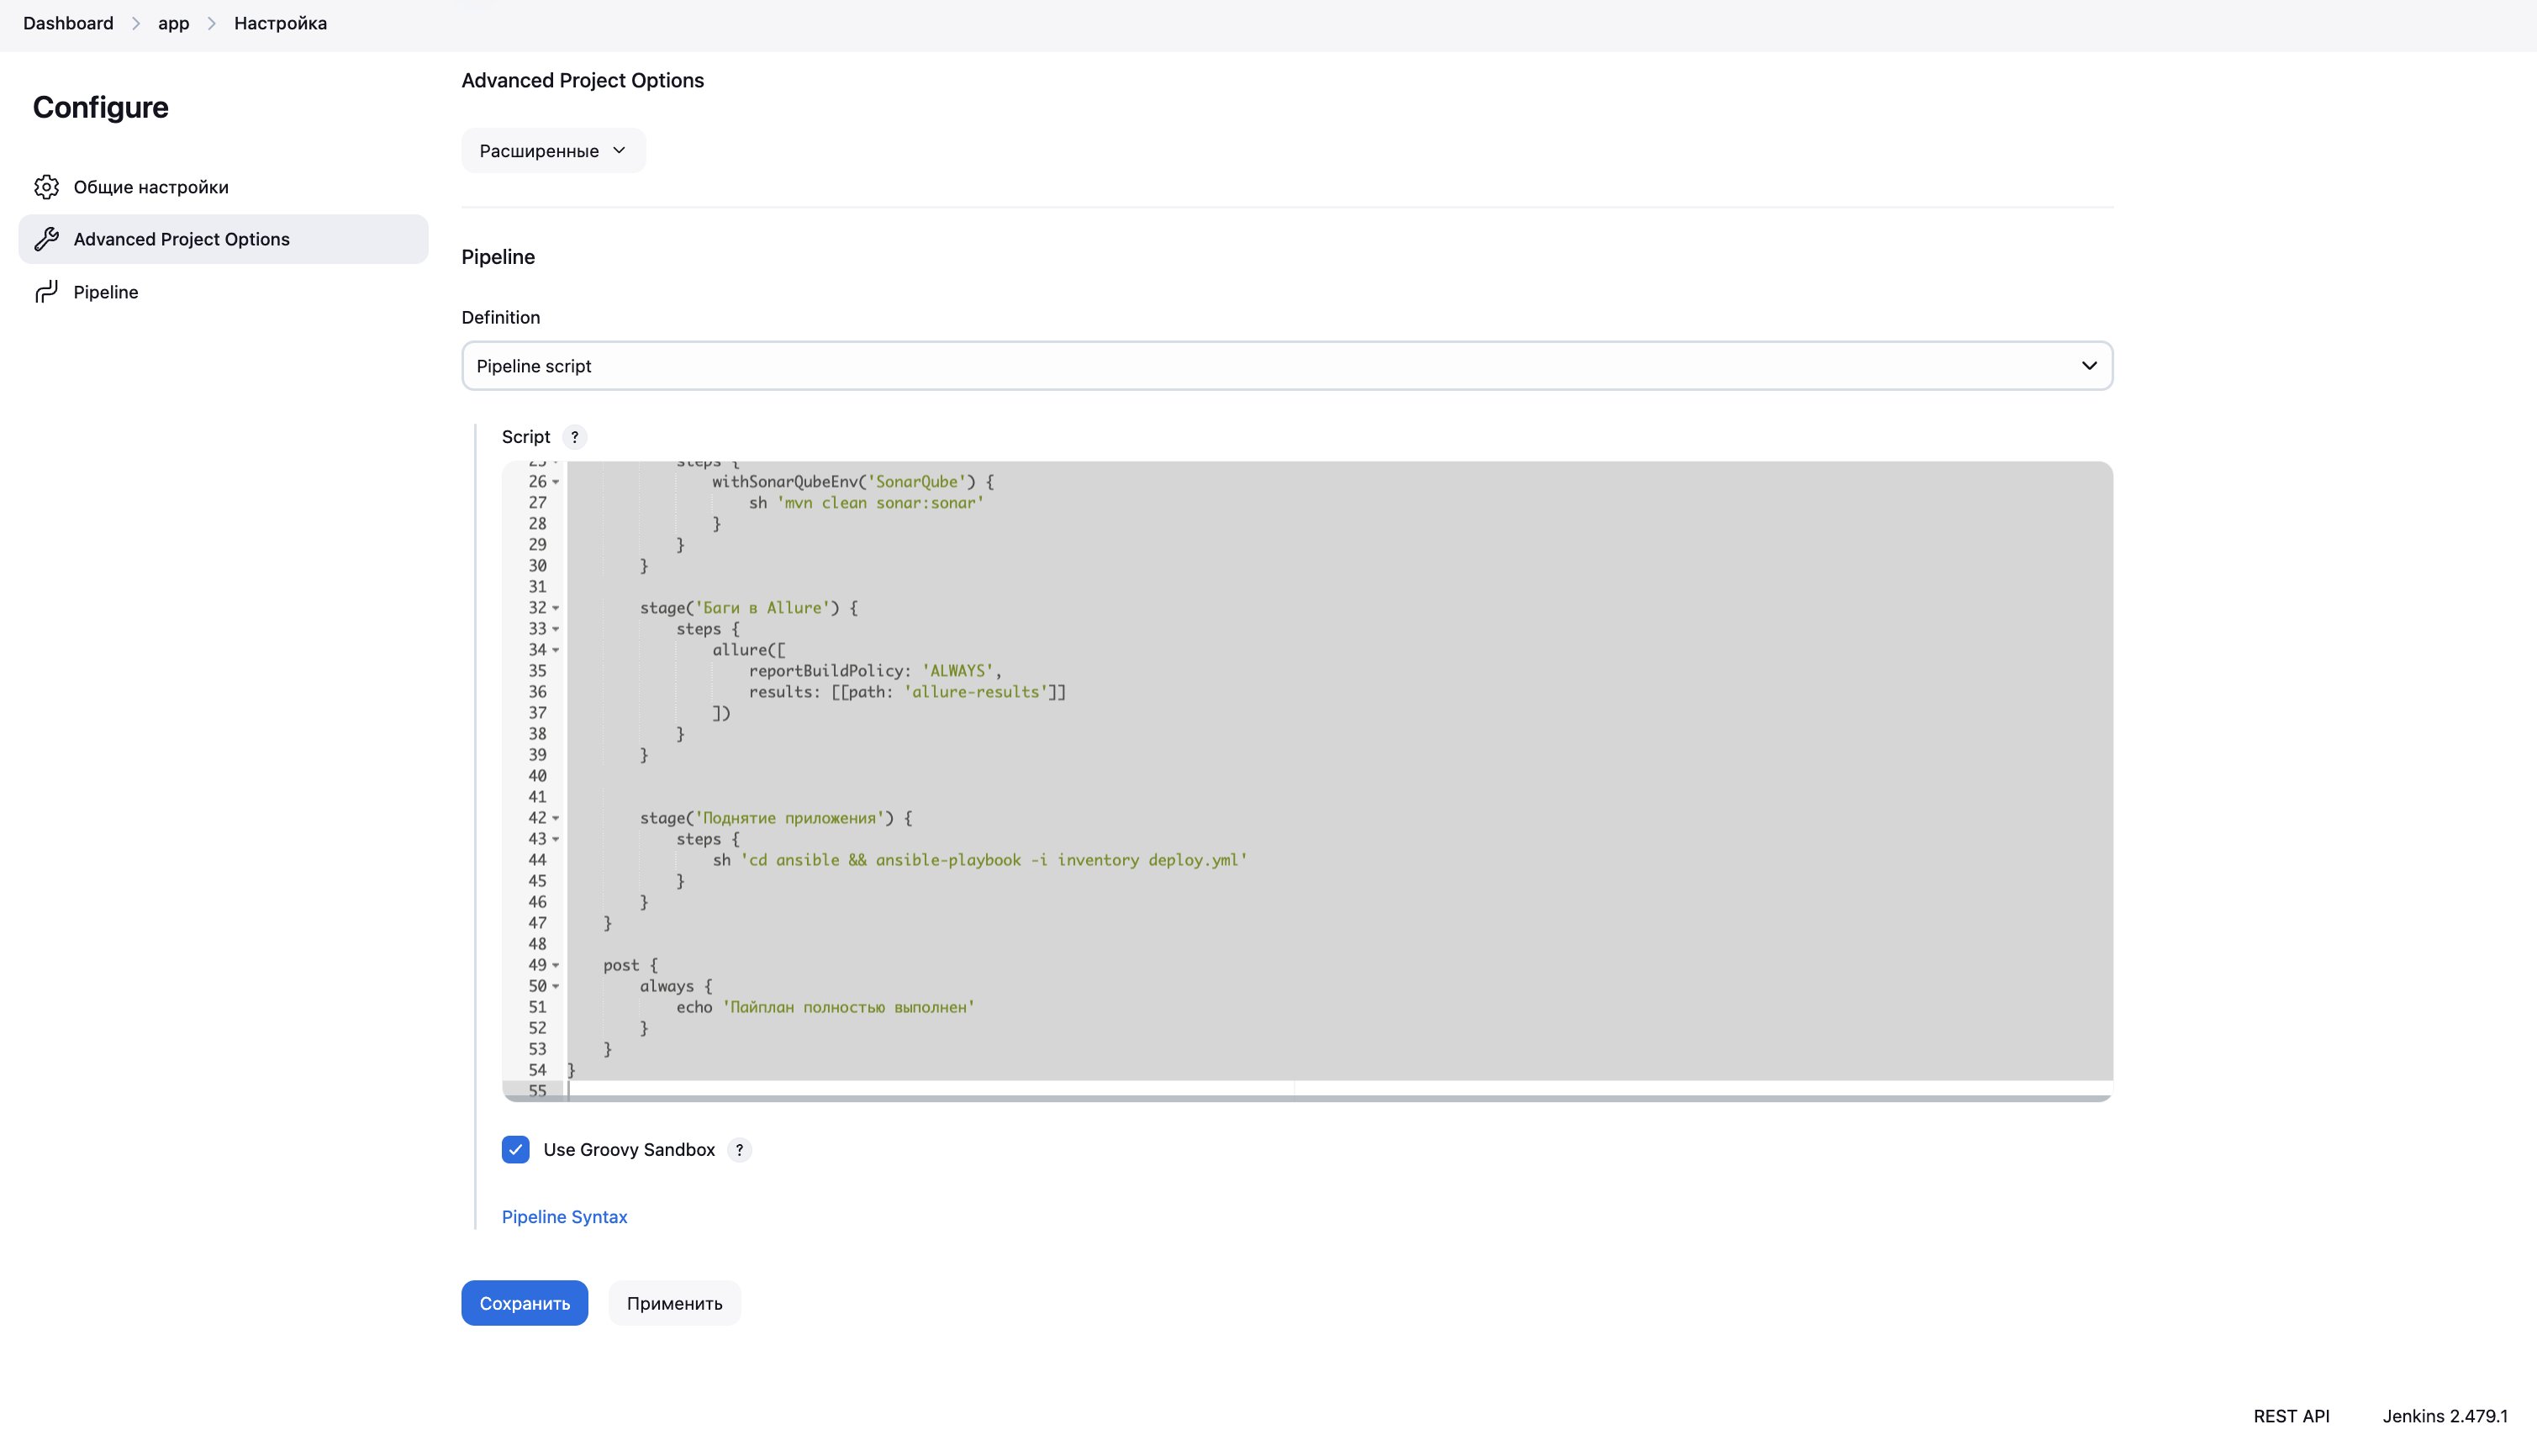 Dashboard > app > Настройка
Configure
Общие настройки
Advanced Project Options
Pipeline
Advanced Project Options
Расширенные
Pipeline
Definition
Pipeline script
Script ?
25 steps {
26 withSonarQubeEnv('SonarQube') {
27 sh 'mvn clean sonar:sonar'
28 }
29 }
30 }
31
32 stage('Баги в Allure') {
33 steps {
34 allure([
35 reportBuildPolicy: 'ALWAYS',
36 results: [[path: 'allure-results']]
37 ])
38 }
39 }
40
41
42 stage('Поднятие приложения') {
43 steps {
44 sh 'cd ansible && ansible-playbook -i inventory deploy.yml'
45 }
46 }
47 }
48
49 post {
50 always {
51 echo 'Пайплан полностью выполнен'
52 }
53 }
54 }
55
Use Groovy Sandbox ?
Pipeline Syntax
Сохранить
Применить
REST API
Jenkins 2.479.1